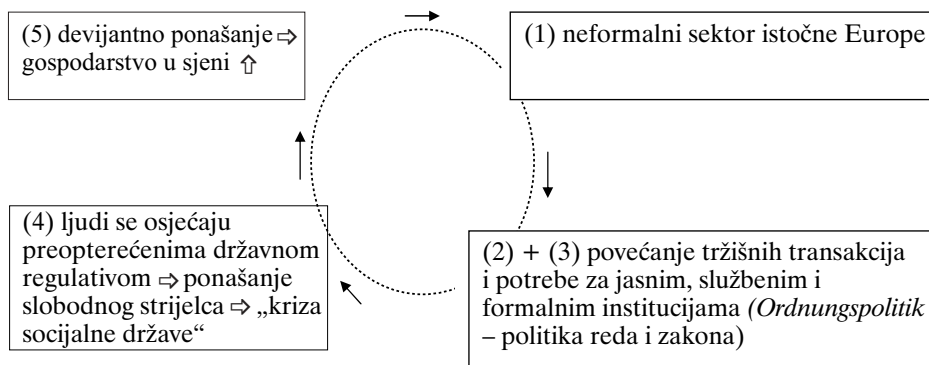 (5) devijantno ponašanje ⇨
gospodarstvo u sjeni ⇧
(1) neformalni sektor istočne Europe
(4) ljudi se osjećaju
preopterećenima državnom
regulativom ⇨ ponašanje
slobodnog strijelca ⇨ „kriza
socijalne države“
(2) + (3) povećanje tržišnih transakcija
i potrebe za jasnim, službenim i
formalnim institucijama (Ordnungspolitik
– politika reda i zakona)